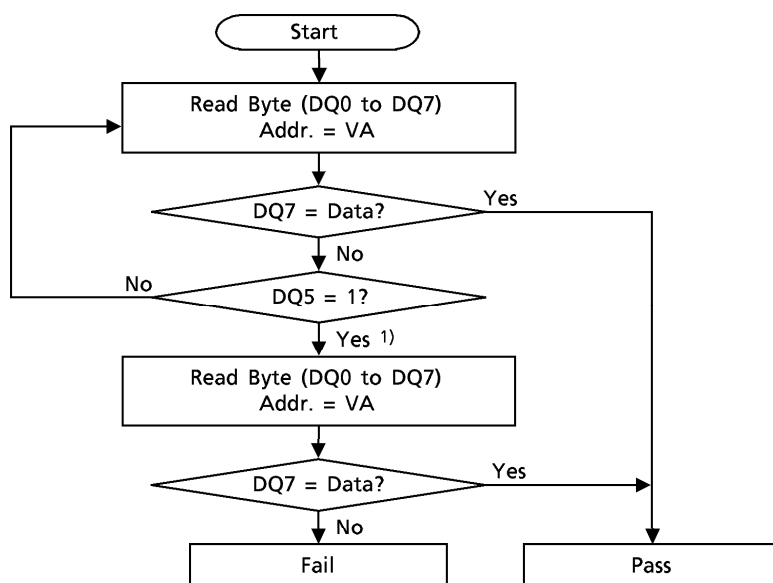 Start
Read Byte (DQ0 to DQ7)
Addr. = VA
DQ7 = Data?
Yes
No
No
DQ5 = 1?
Yes 1)
Read Byte (DQ0 to DQ7)
Addr. = VA
DQ7 = Data?
Yes
No
Fail
Pass